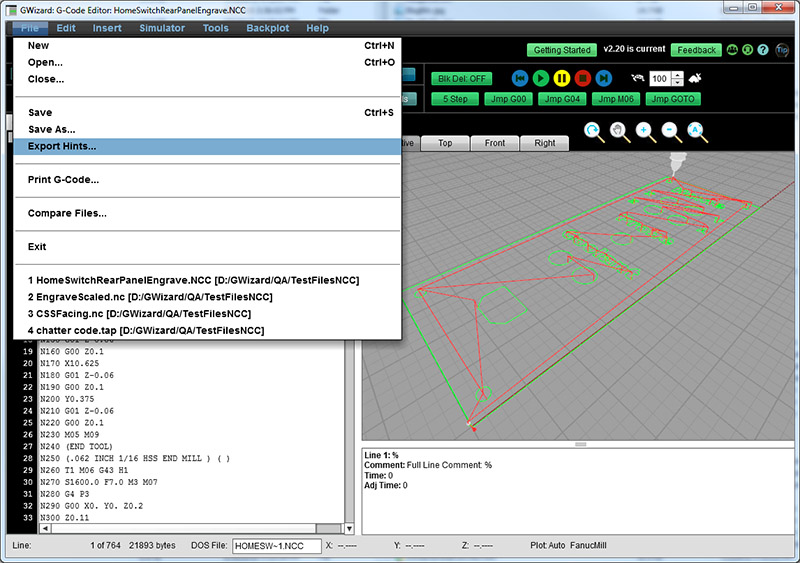 GWizard: G-Code Editor: HomeSwitchRearPanelEngrave.NCC
File Edit Insert Simulator Tools Backplot Help
New Ctrl+N
Open... Ctrl+O
Close...
Save Ctrl+S
Save As...
Export Hints...
Print G-Code...
Compare Files...
Exit
1 HomeSwitchRearPanelEngrave.NCC [D:/GWizard/QA/TestFilesNCC]
2 EngraveScaled.nc [D:/GWizard/QA/TestFilesNCC]
3 CSSFacing.nc [D:/GWizard/QA/TestFilesNCC]
4 chatter code.tap [D:/GWizard/QA/TestFilesNCC]
Getting Started v2.20 is current Feedback ? Tip
Blk Del: OFF 100
5 Step Jmp G00 Jmp G04 Jmp M06 Jmp GOTO
Top Front Right
19 N160 G00 Z0.1
20 N170 X10.625
21 N180 G01 Z-0.06
22 N190 G00 Z0.1
23 N200 Y0.375
24 N210 G01 Z-0.06
25 N220 G00 Z0.1
26 N230 M05 M09
27 N240 (END TOOL)
28 N250 (.062 INCH 1/16 HSS END MILL ) { }
29 N260 T1 M06 G43 H1
30 N270 S1600.0 F7.0 M3 M07
31 N280 G4 P3
32 N290 G00 X0. Y0. Z0.2
33 N300 Z0.11
Line 1: %
Comment: Full Line Comment: %
Time: 0
Adj Time: 0
Line: 1 of 764 21893 bytes DOS File: HOMESW~1.NCC X: --.---- Y: --.---- Z: --.---- Plot: Auto FanucMill